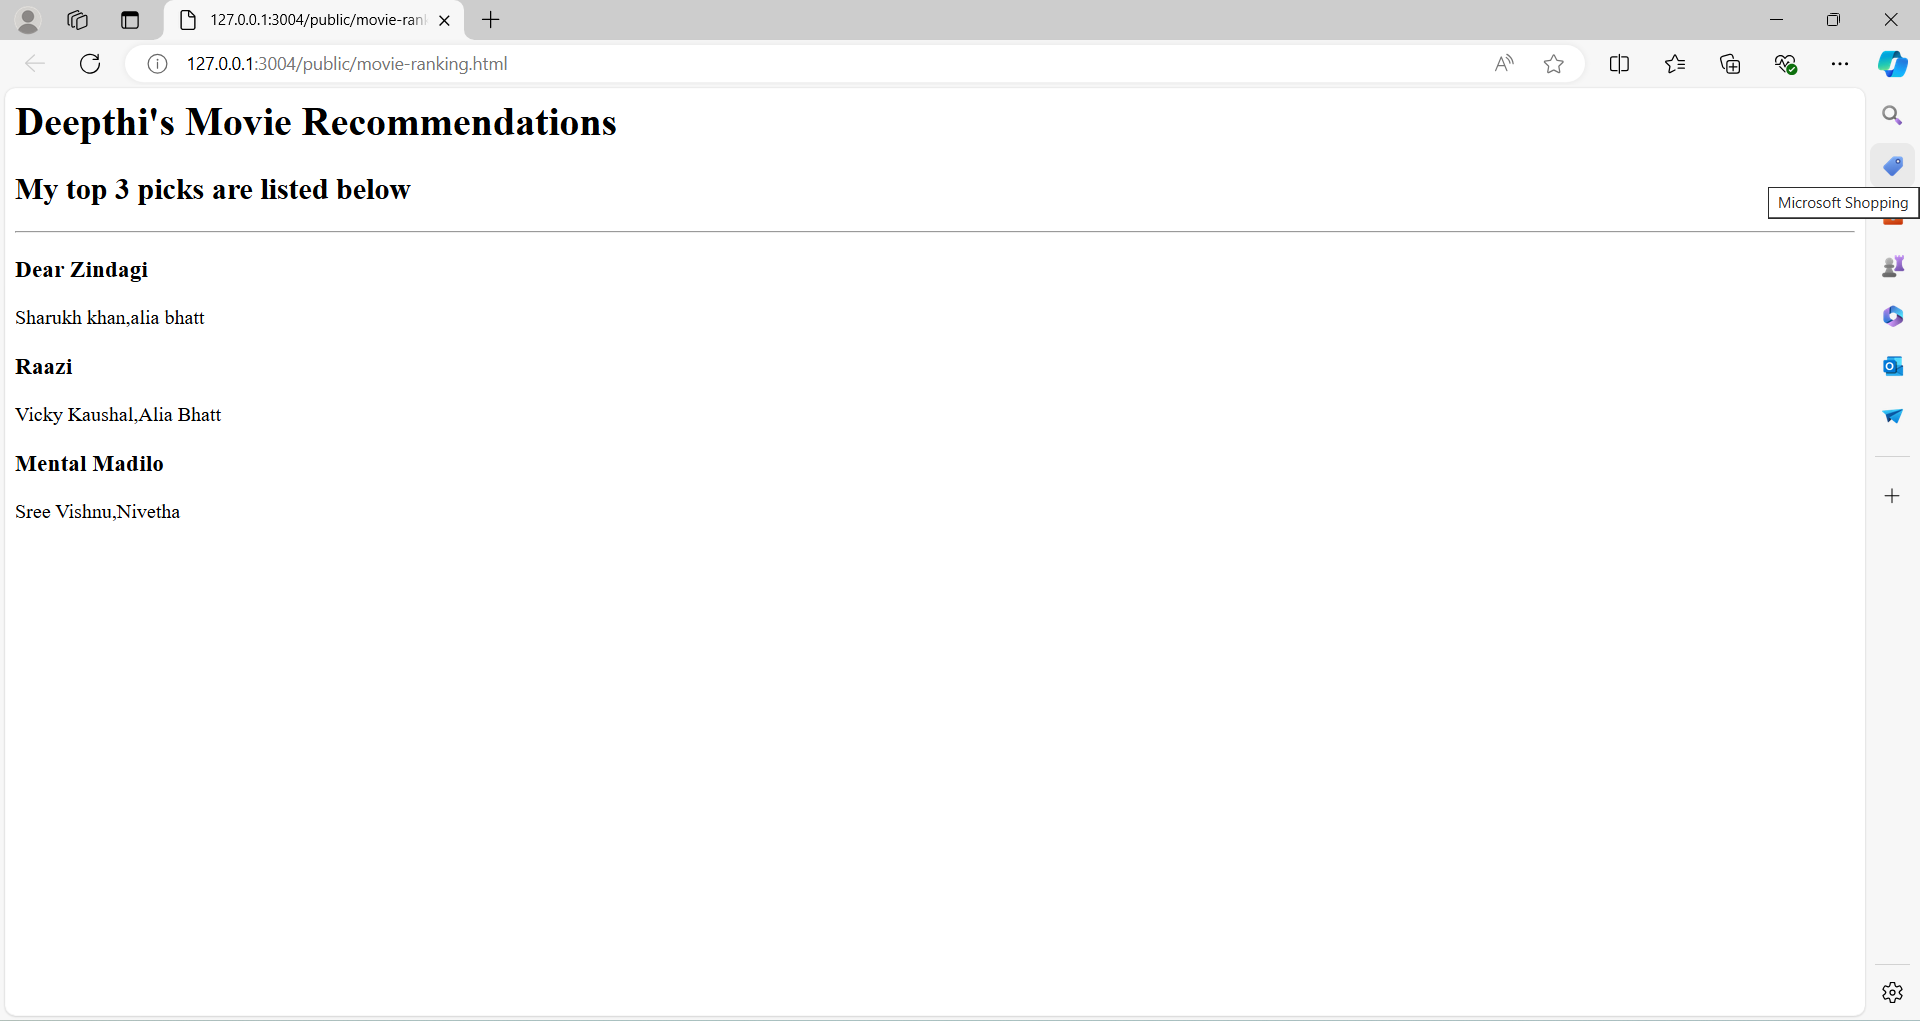 127.0.0.1:3004/public/movie-ran
127.0.0.1:3004/public/movie-ranking.html
Deepthi's Movie Recommendations
My top 3 picks are listed below
Microsoft Shopping
Dear Zindagi
Sharukh khan,alia bhatt
Raazi
Vicky Kaushal,Alia Bhatt
Mental Madilo
Sree Vishnu,Nivetha